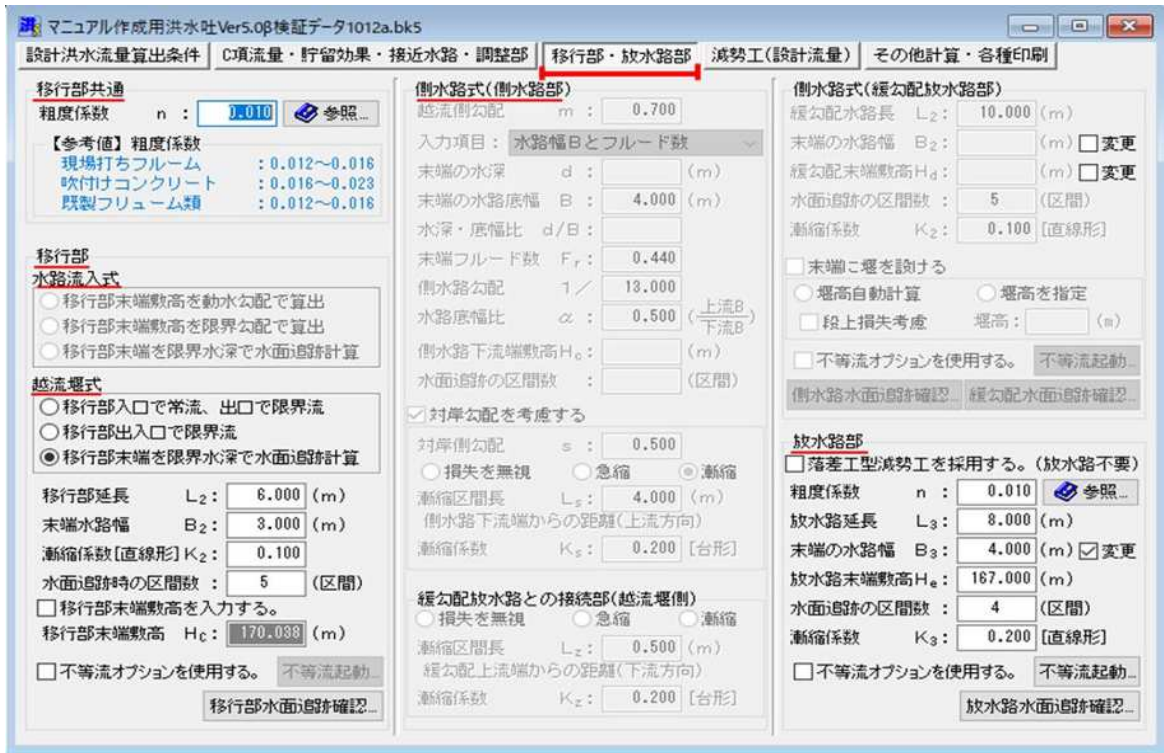 マニュアル作成用洪水吐Ver5.0β検証データ1012a.bk5
設計洪水流量算出条件 C項流量・貯留効果・接近水路・調整部 移行部・放水路部 減勢工(設計流量) その他計算・各種印刷
移行部共通
粗度係数 n : 0.010 参照...
【参考値】粗度係数
現場打ちフルーム : 0.012～0.016
吹付けコンクリート : 0.016～0.023
既製フリューム類 : 0.012～0.016
移行部
水路流入式
移行部末端敷高を動水勾配で算出
移行部末端敷高を限界勾配で算出
移行部末端を限界水深で水面追跡計算
越流堰式
移行部入口で常流、出口で限界流
移行部出入口で限界流
移行部末端を限界水深で水面追跡計算
移行部延長 L2: 6.000 (m)
末端水路幅 B2: 3.000 (m)
漸縮係数[直線形] K2: 0.100
水面追跡時の区間数 : 5 (区間)
移行部末端敷高を入力する。
移行部末端敷高 Hc: 170.038 (m)
不等流オプションを使用する。 不等流起動...
移行部水面追跡確認...
側水路式(側水路部)
越流側勾配 m : 0.700
入力項目: 水路幅Bとフルード数
末端の水深 d : (m)
末端の水路底幅 B : 4.000 (m)
水深・底幅比 d/B :
末端フルード数 Fr: 0.440
側水路勾配 1／ 13.000
水路底幅比 α : 0.500 (上流B/下流B)
側水路下流端敷高Hc: (m)
水面追跡の区間数 : (区間)
対岸勾配を考慮する
対岸側勾配 s : 0.500
損失を無視 急縮 漸縮
漸縮区間長 Ls: 4.000 (m)
側水路下流端からの距離(上流方向)
漸縮係数 Ks: 0.200 [台形]
緩勾配放水路との接続部(越流堰側)
損失を無視 急縮 漸縮
漸縮区間長 Lz: 0.500 (m)
緩勾配上流端からの距離(下流方向)
漸縮係数 Kz: 0.200 [台形]
側水路式(緩勾配放水路部)
緩勾配水路長 L2: 10.000 (m)
末端の水路幅 B2: (m) 変更
緩勾配末端敷高Hd: (m) 変更
水面追跡の区間数 : 5 (区間)
漸縮係数 K2: 0.100 [直線形]
末端に堰を設ける
堰高自動計算 堰高を指定
段上損失考慮 堰高: (m)
不等流オプションを使用する。 不等流起動...
側水路水面追跡確認... 緩勾配水面追跡確認...
放水路部
落差工型減勢工を採用する。(放水路不要)
粗度係数 n : 0.010 参照...
放水路延長 L3: 8.000 (m)
末端の水路幅 B3: 4.000 (m) 変更
放水路末端敷高He: 167.000 (m)
水面追跡の区間数 : 4 (区間)
漸縮係数 K3: 0.200 [直線形]
不等流オプションを使用する。 不等流起動...
放水路水面追跡確認...